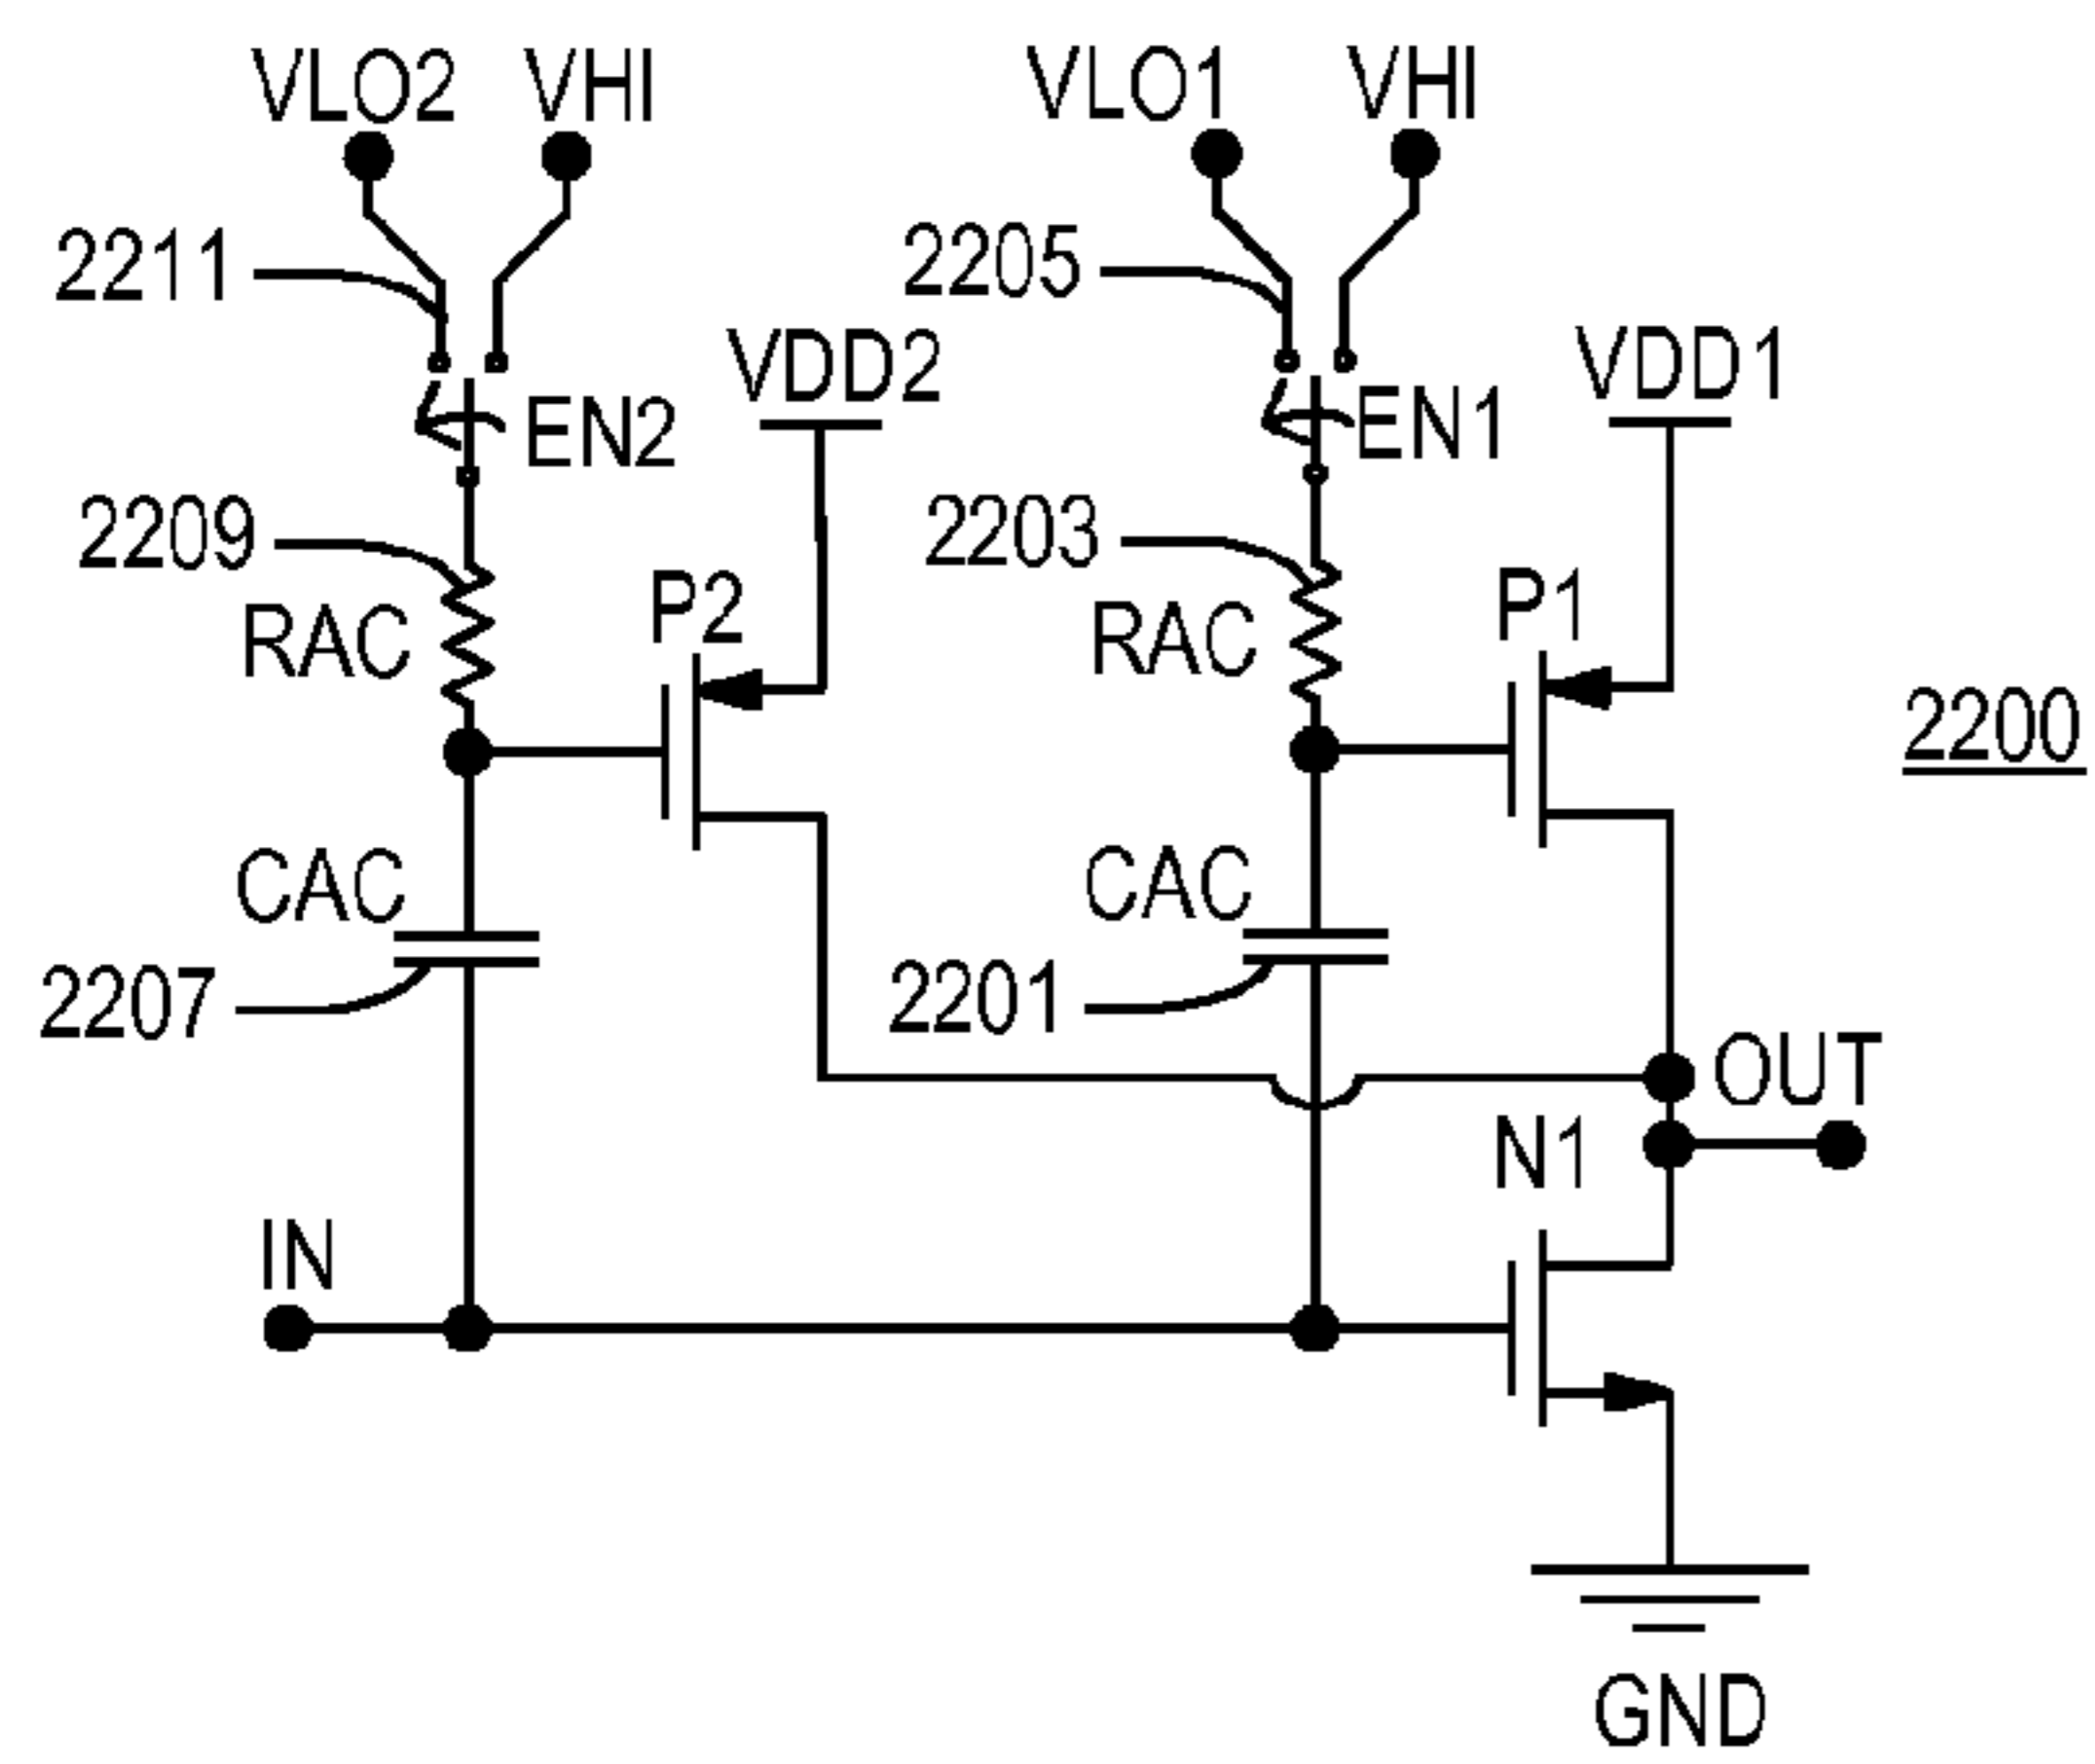 VLO2 VHI VLO1 VHI
2211 2205
VDD2 VDD1
EN2 EN1
2209 2203
P2 P1
RAC RAC
2200
CAC CAC
2207 2201
OUT
N1
IN
GND